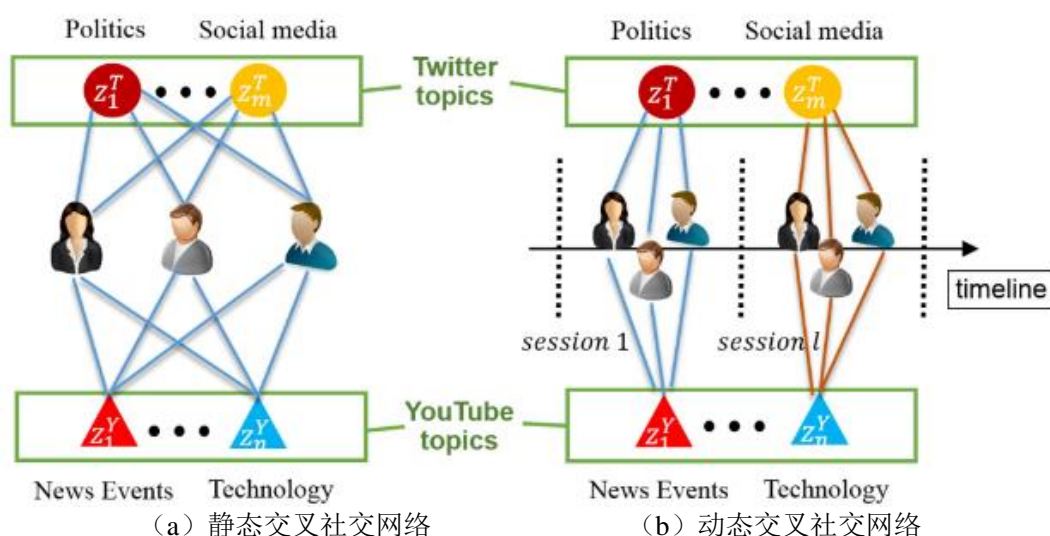 Politics Social media
Politics Social media
Twitter
topics
z_1^T z_m^T
z_1^T z_m^T
timeline
session 1 session l
YouTube
topics
z_1^Y z_n^Y
z_1^Y z_n^Y
News Events Technology
News Events Technology
（a）静态交叉社交网络
（b）动态交叉社交网络